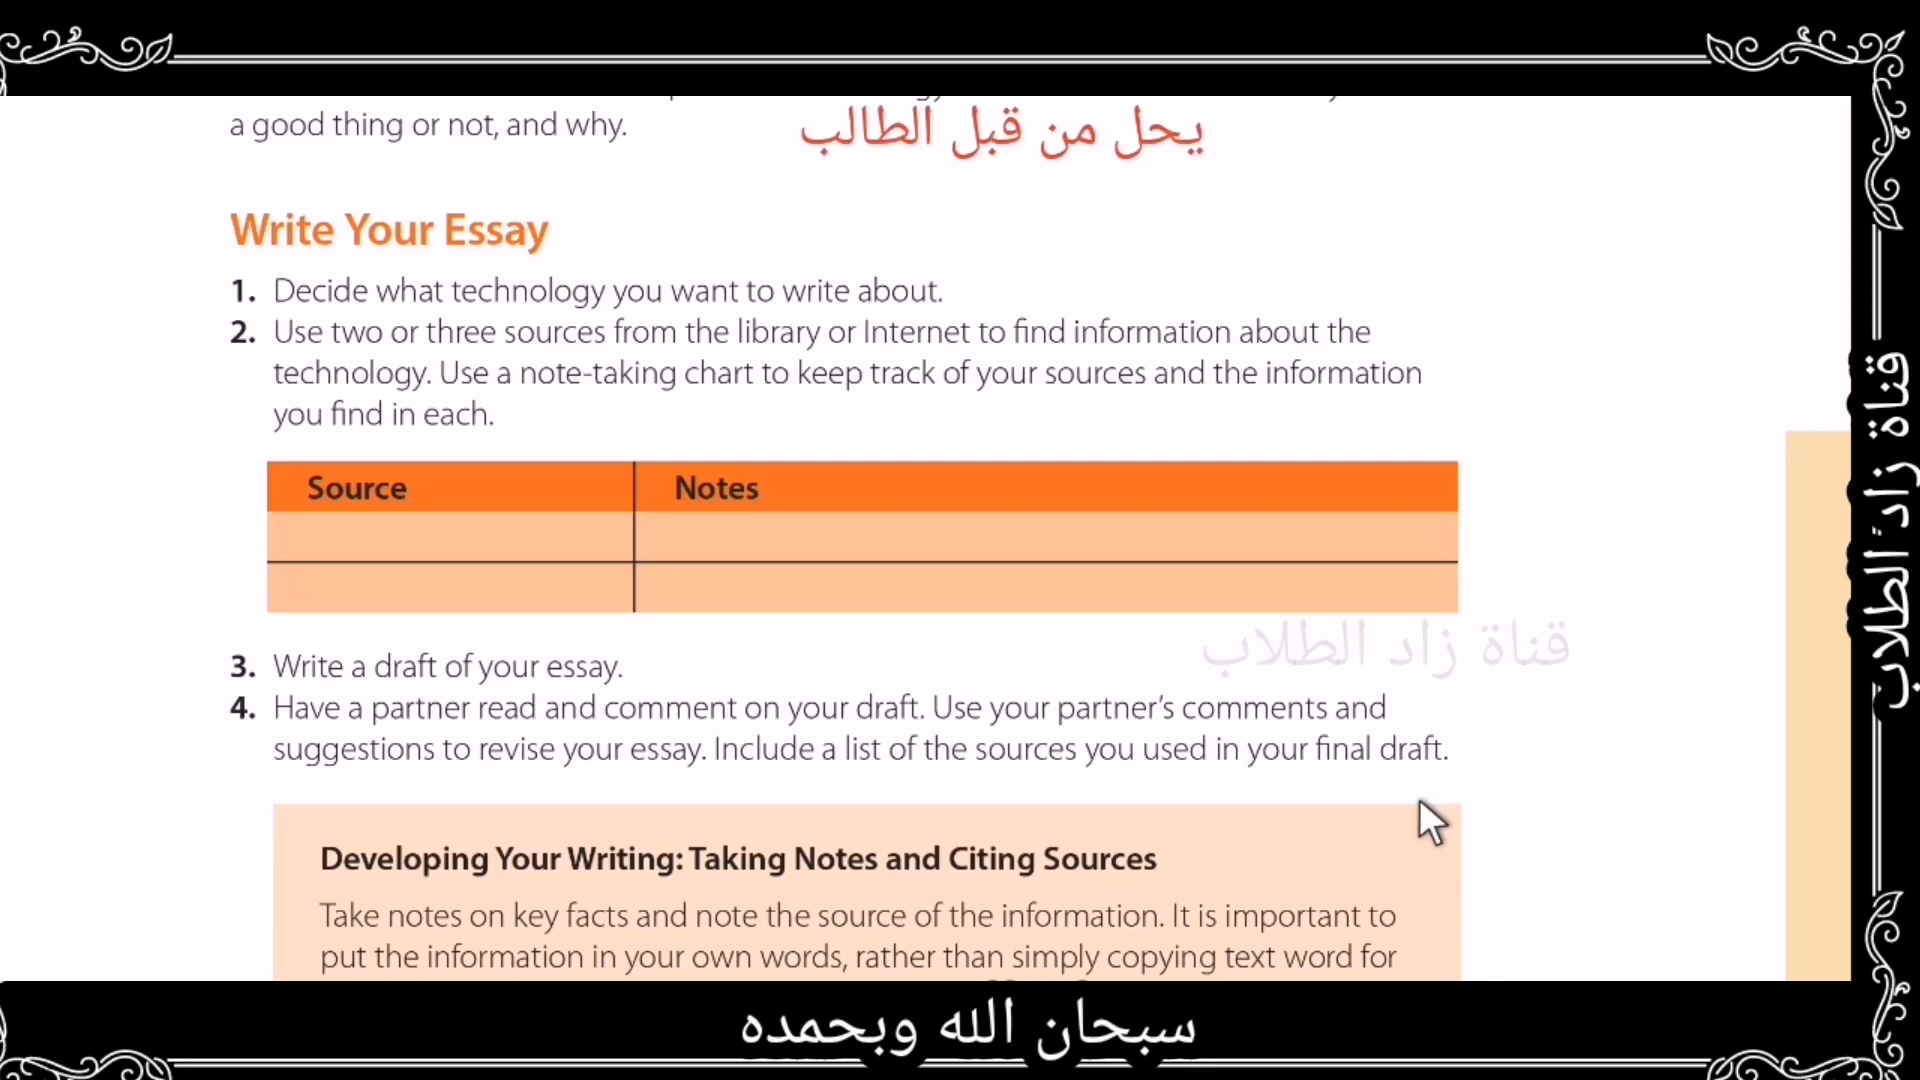 a good thing or not, and why.
يحل من قبل الطالب
Write Your Essay
1. Decide what technology you want to write about.
2. Use two or three sources from the library or Internet to find information about the
technology. Use a note-taking chart to keep track of your sources and the information
you find in each.
Source Notes
قناة زاد الطلاب
3. Write a draft of your essay.
4. Have a partner read and comment on your draft. Use your partner's comments and
suggestions to revise your essay. Include a list of the sources you used in your final draft.
Developing Your Writing: Taking Notes and Citing Sources
Take notes on key facts and note the source of the information. It is important to
put the information in your own words, rather than simply copying text word for
سبحان الله وبحمده
قناة زاد الطلاب